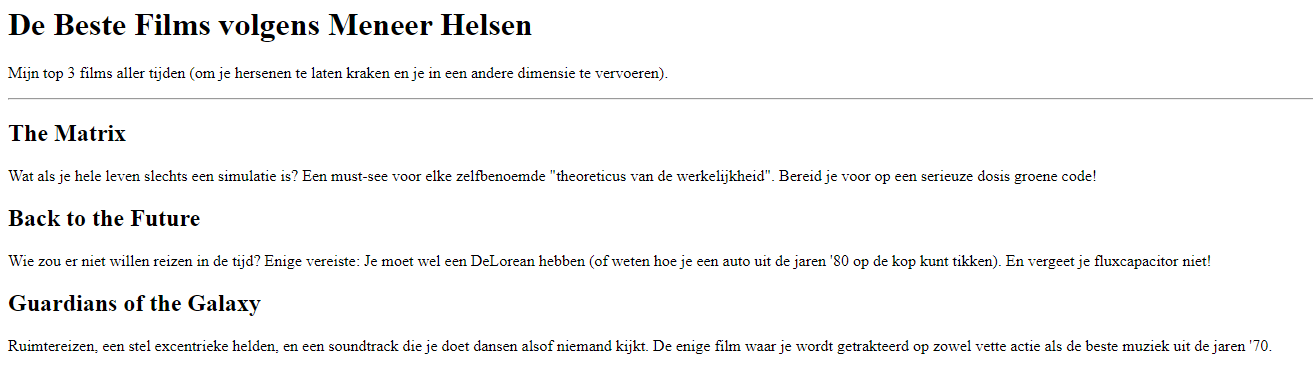 De Beste Films volgens Meneer Helsen
Mijn top 3 films aller tijden (om je hersenen te laten kraken en je in een andere dimensie te vervoeren).
The Matrix
Wat als je hele leven slechts een simulatie is? Een must-see voor elke zelfbenoemde "theoreticus van de werkelijkheid". Bereid je voor op een serieuze dosis groene code!
Back to the Future
Wie zou er niet willen reizen in de tijd? Enige vereiste: Je moet wel een DeLorean hebben (of weten hoe je een auto uit de jaren '80 op de kop kunt tikken). En vergeet je fluxcapacitor niet!
Guardians of the Galaxy
Ruimtereizen, een stel excentrieke helden, en een soundtrack die je doet dansen alsof niemand kijkt. De enige film waar je wordt getrakteerd op zowel vette actie als de beste muziek uit de jaren '70.